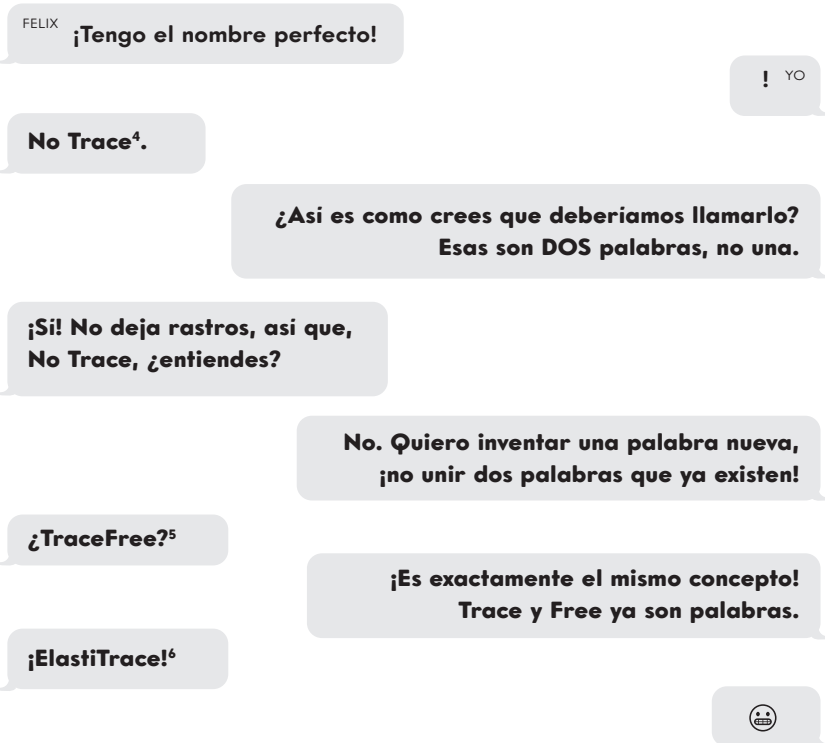 FELIX ¡Tengo el nombre perfecto!
! YO
No Trace⁴.
¿Así es como crees que deberíamos llamarlo?
Esas son DOS palabras, no una.
¡Sí! No deja rastros, así que,
No Trace, ¿entiendes?
No. Quiero inventar una palabra nueva,
¡no unir dos palabras que ya existen!
¿TraceFree?⁵
¡Es exactamente el mismo concepto!
Trace y Free ya son palabras.
¡ElastiTrace!⁶
😬